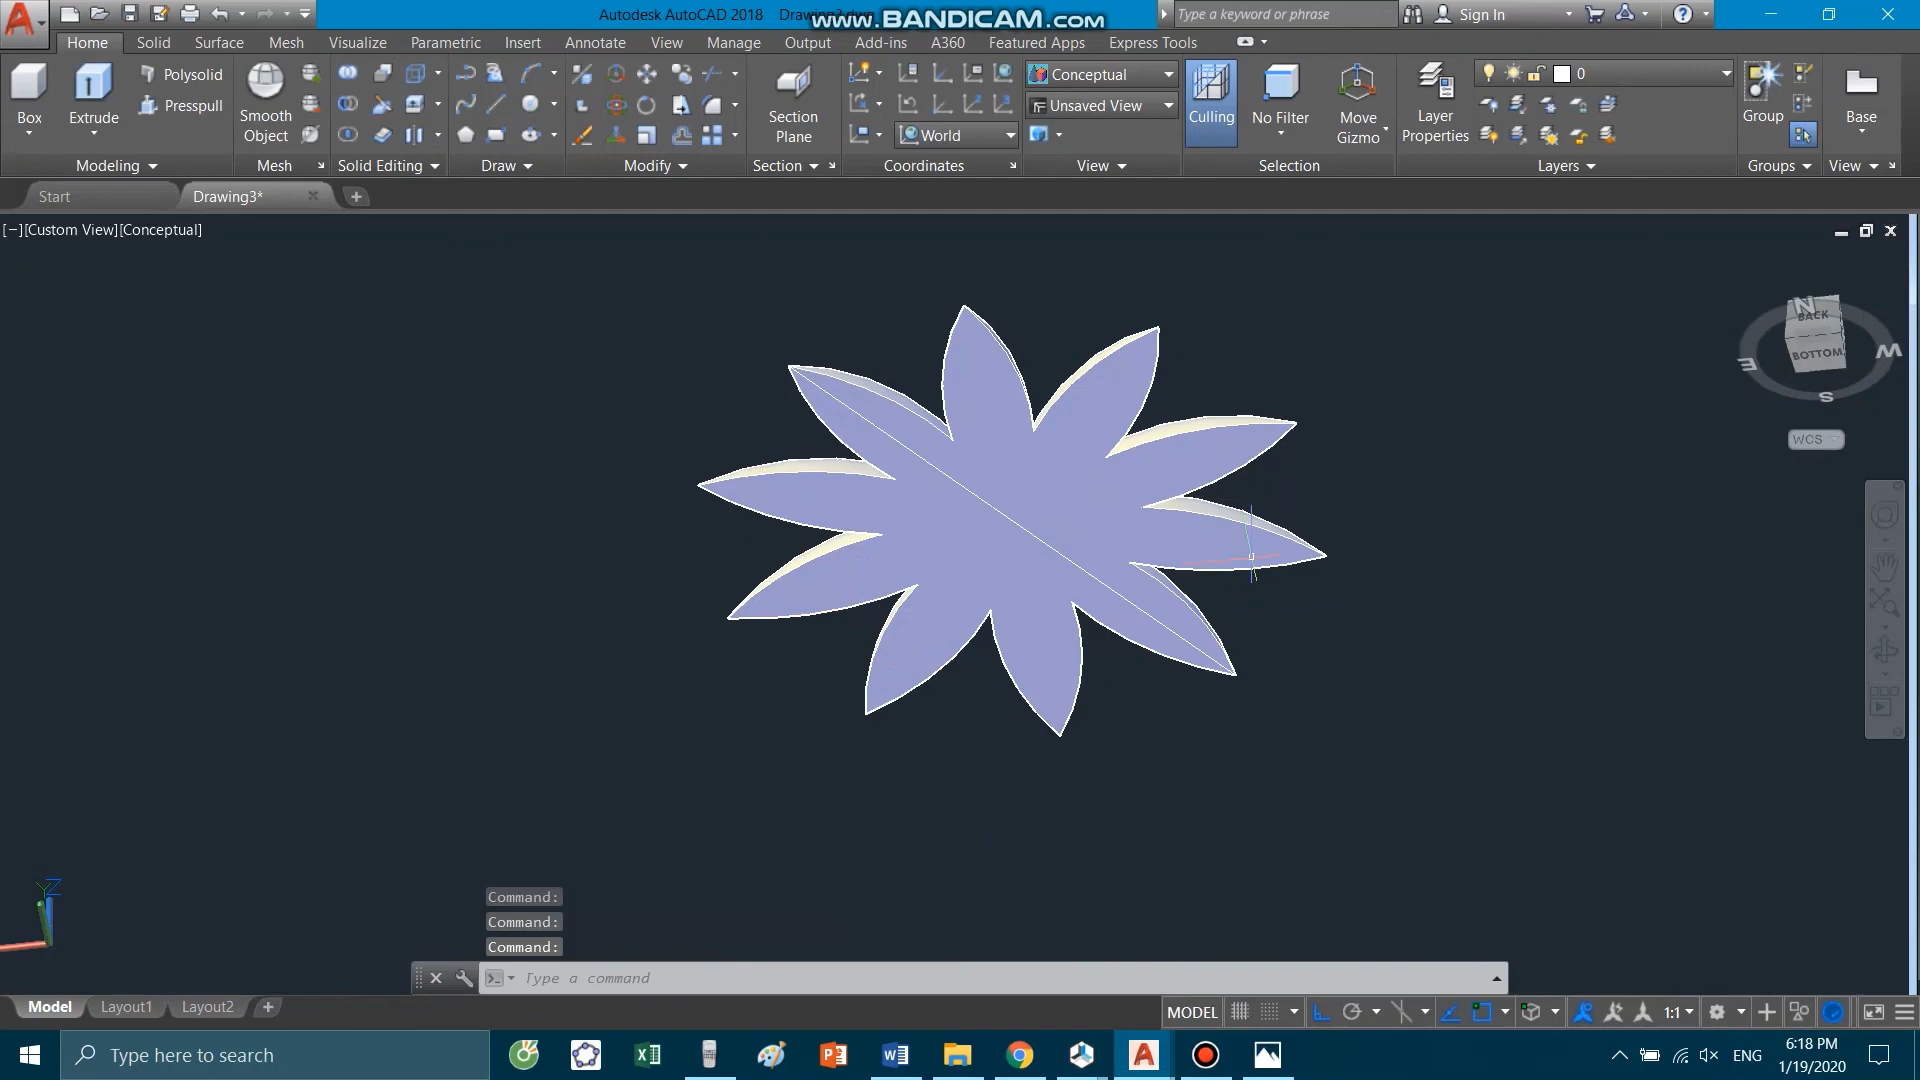 Autodesk AutoCAD 2018
www.BANDICAM.com
Type a keyword or phrase
Sign In
Home
Solid
Surface
Mesh
Visualize
Parametric
Insert
Annotate
View
Manage
Output
Add-ins
A360
Featured Apps
Express Tools
Box
Extrude
Polysolid
Presspull
Smooth
Object
Section
Plane
World
Conceptual
Unsaved View
Culling
No Filter
Move
Gizmo
Layer
Properties
0
Group
Base
Modeling
Mesh
Solid Editing
Draw
Modify
Section
Coordinates
View
Selection
Layers
Groups
View
Start
Drawing3*
[−][Custom View][Conceptual]
N
BACK
BOTTOM
E
W
S
WCS
Y
Z
Command:
Command:
Command:
Type a command
Model
Layout1
Layout2
MODEL
1:1
Type here to search
ENG
6:18 PM
1/19/2020